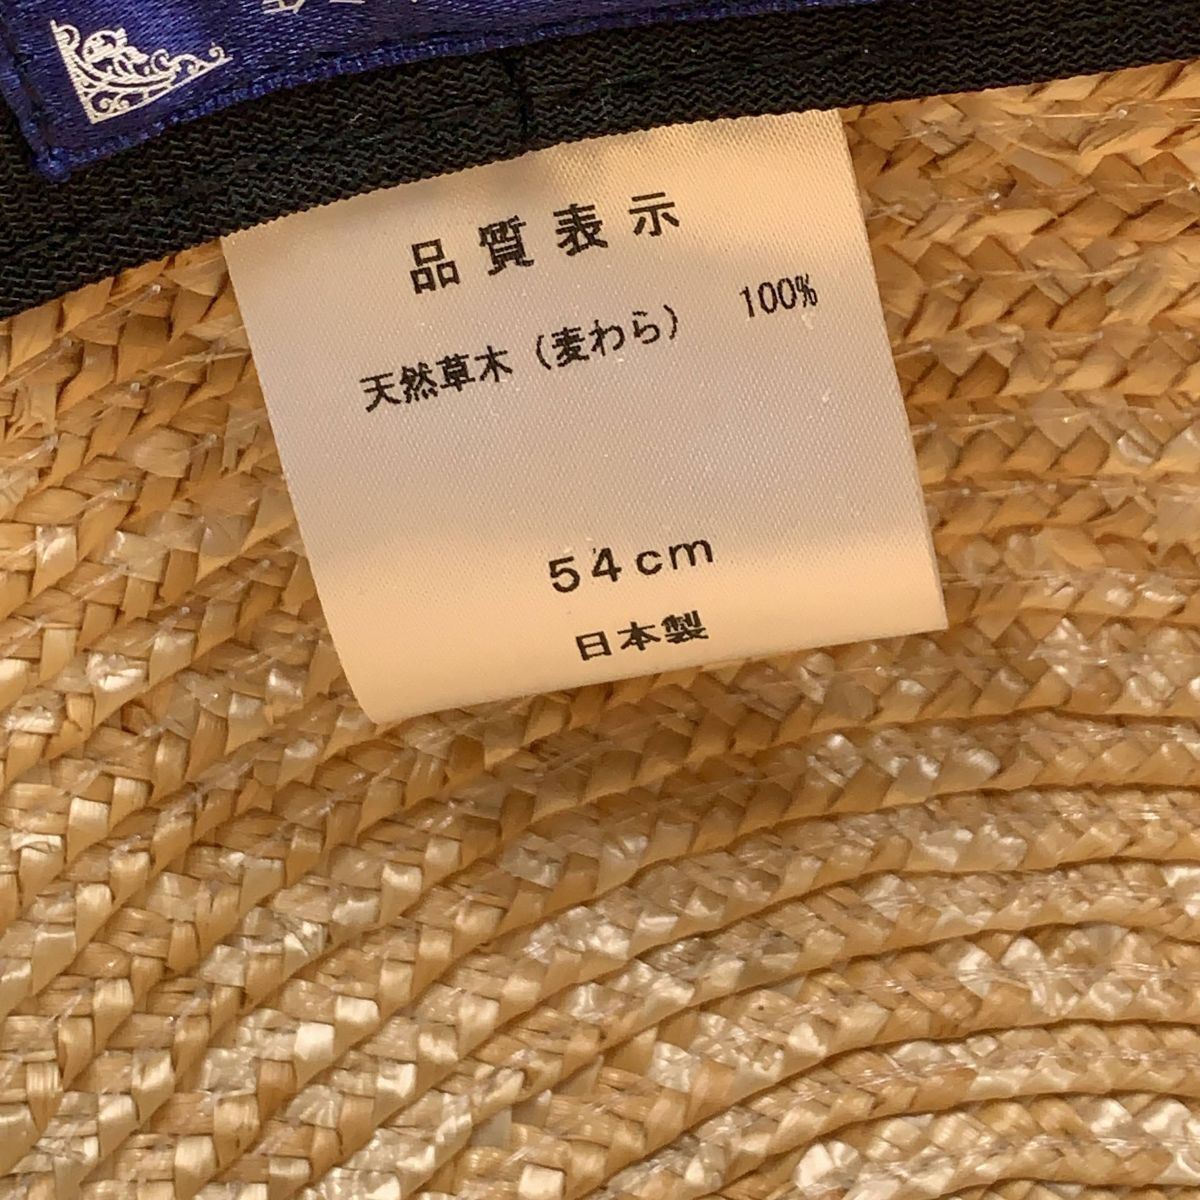 品質表示
天然草木(麦わら) 100%
54cm
日本製